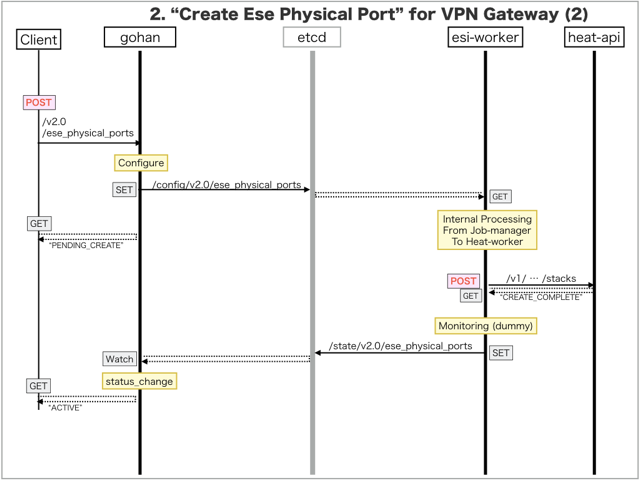 2. “Create Ese Physical Port” for VPN Gateway (2)
Client
gohan
etcd
esi-worker
heat-api
POST
/v2.0
/ese_physical_ports
Configure
SET
/config/v2.0/ese_physical_ports
GET
GET
“PENDING_CREATE”
Internal Processing
From Job-manager
To Heat-worker
POST
/v1/ … /stacks
GET
“CREATE_COMPLETE”
Monitoring (dummy)
/state/v2.0/ese_physical_ports
SET
Watch
status_change
GET
“ACTIVE”